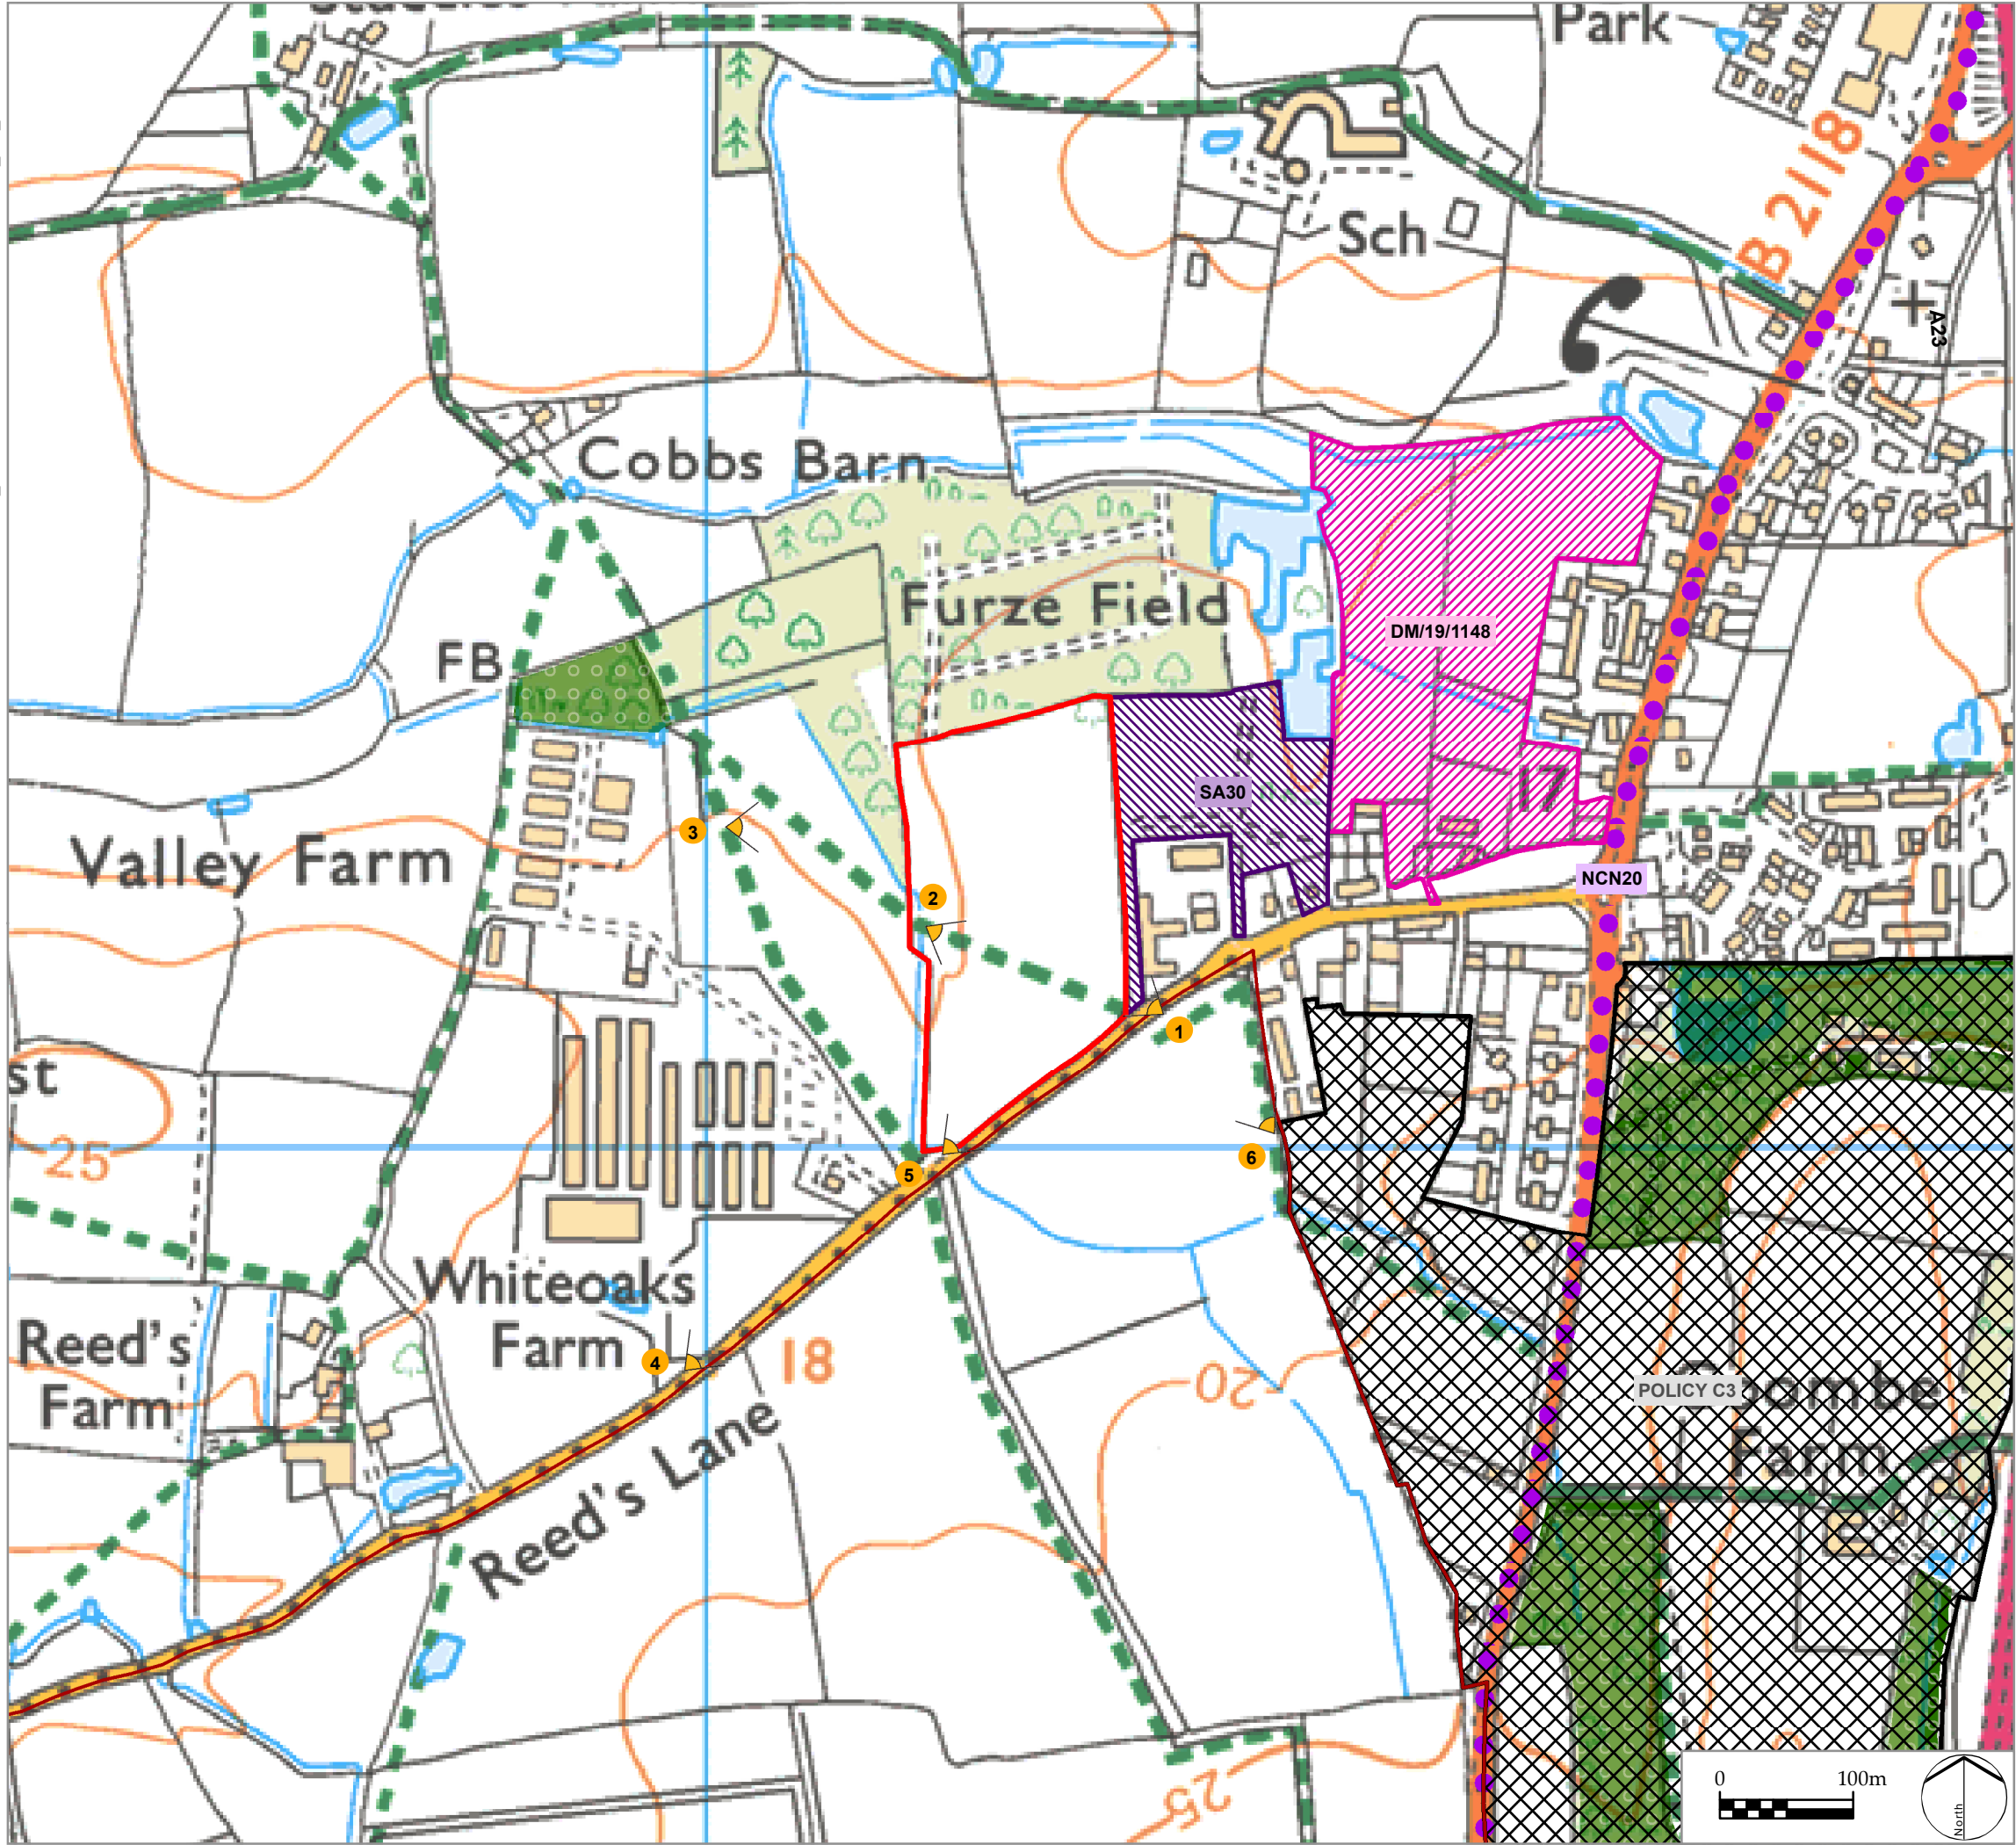 Park
B 2118
Sch
A23
Cobbs Barn
Furze Field
DM/19/1148
FB
SA30
17
3
Valley Farm
2
NCN20
1
st
25
6
5
Whiteoaks
Farm
Reed's
Farm
4
18
20
POLICY C3
Coombe
Farm
Reed's Lane
25
0 100m
North